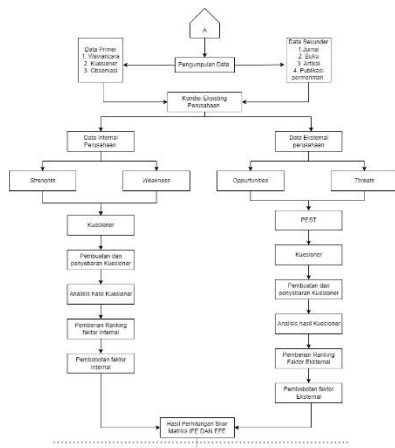 A
Data Primer
1. Wawancara
2. Kuesioner
3. Observasi
Pengumpulan Data
Data Sekunder
1.Jurnal
2. Buku
3. Artikel
4. Publikasi
pemerintah
Kondisi Eksisting
Perusahaan
Data Internal
Perusahaan
Data Eksternal
perusahaan
Strenghts
Weakness
Oppurtunities
Threats
Kuesioner
Pembuatan dan
penyebaran Kuesioner
Analisis hasil Kuesioner
Pemberian Ranking
faktor Internal
Pembobotan faktor
Internal
PEST
Kuesioner
Pembuatan dan
penyebaran Kuesioner
Analisis hasil Kuesioner
Pemberian Ranking
Faktor Eksternal
Pembobotan faktor
Eksternal
Hasil Perhitungan Skor
Matriks IFE DAN EFE